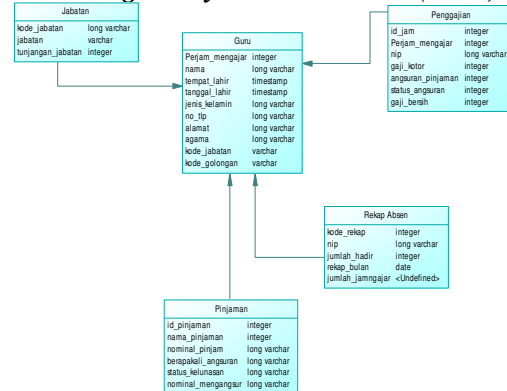 Jabatan
kode_jabatan long varchar
jabatan varchar
tunjangan_jabatan integer
Penggajian
id_jam integer
Perjam_mengajar integer
nip long varchar
gaji_kotor integer
angsuran_pinjaman integer
status_angsuran integer
gaji_bersih integer
Guru
Perjam_mengajar integer
nama long varchar
tempat_lahir timestamp
tanggal_lahir timestamp
jenis_kelamin long varchar
no_tlp long varchar
alamat long varchar
agama long varchar
kode_jabatan varchar
kode_golongan varchar
Rekap Absen
kode_rekap integer
nip long varchar
jumlah_hadir integer
rekap_bulan date
jumlah_jamngajar <Undefined>
Pinjaman
id_pinjaman integer
nama_pinjaman integer
nominal_pinjam long varchar
berapakali_angsuran long varchar
status_kelunasan long varchar
nominal_mengangsur long varchar